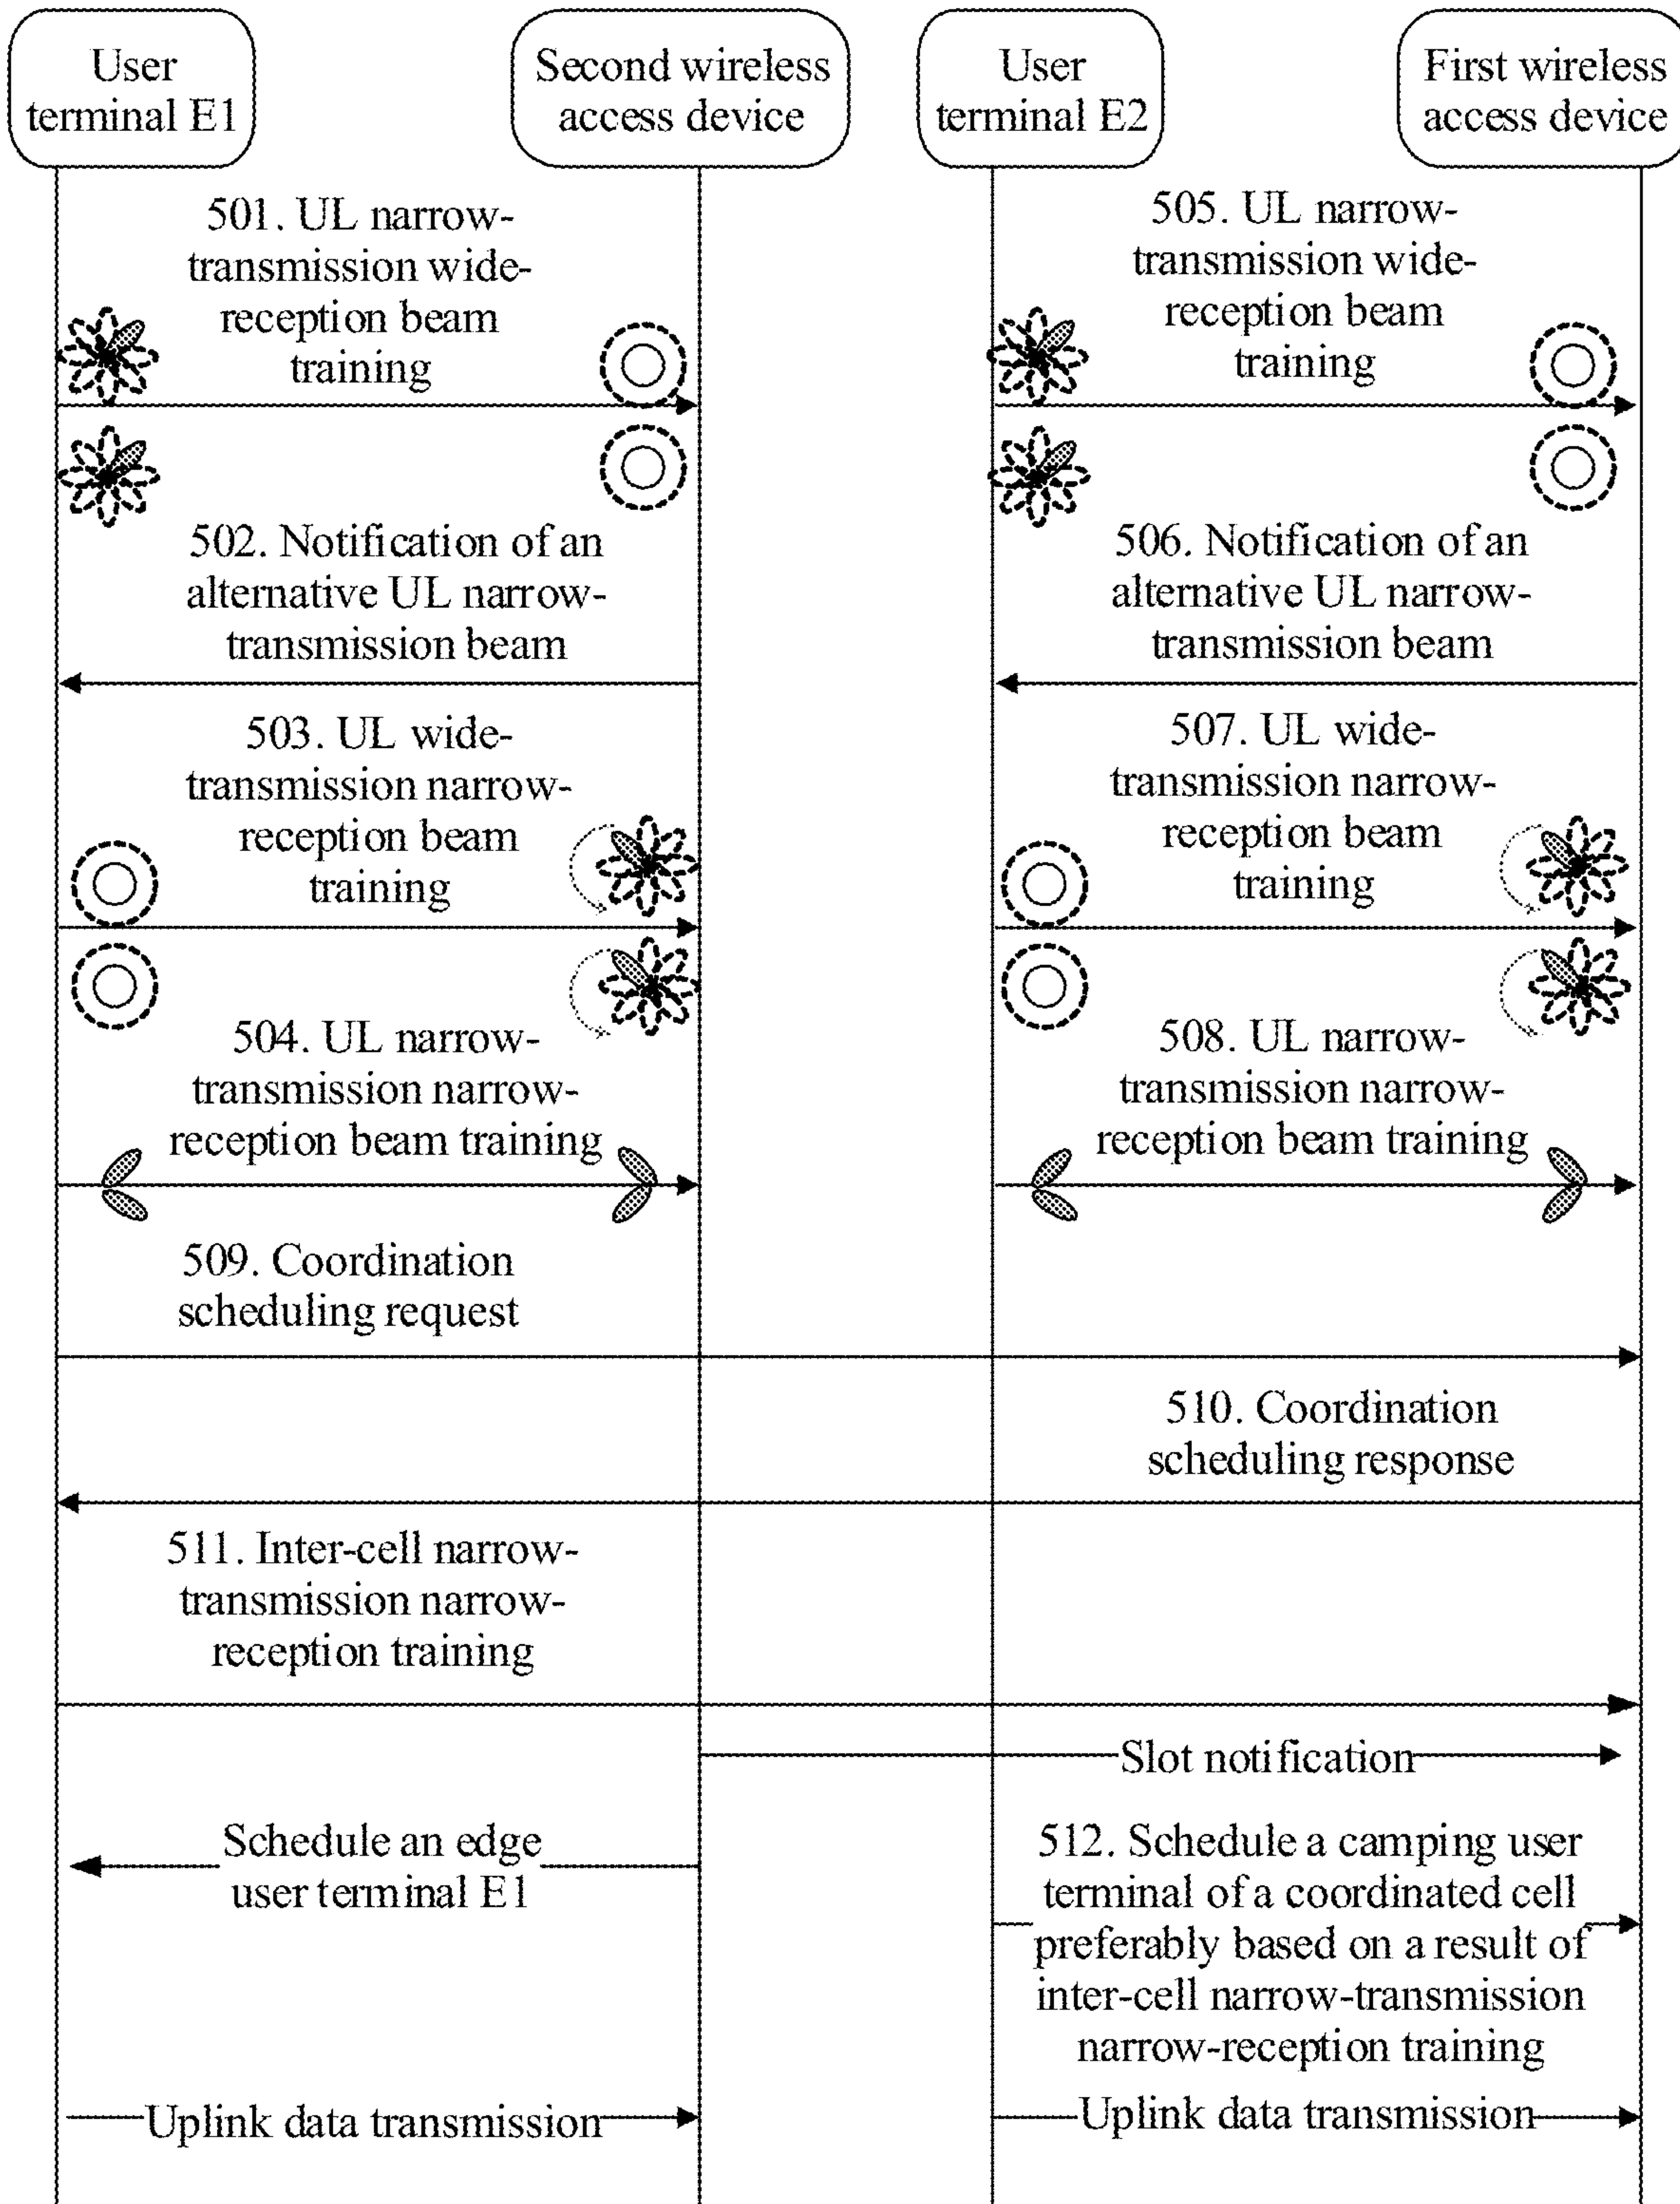 User
terminal E1
Second wireless
access device
User
terminal E2
First wireless
access device
501. UL narrow-
transmission wide-
reception beam
training
505. UL narrow-
transmission wide-
reception beam
training
502. Notification of an
alternative UL narrow-
transmission beam
506. Notification of an
alternative UL narrow-
transmission beam
503. UL wide-
transmission narrow-
reception beam
training
507. UL wide-
transmission narrow-
reception beam
training
504. UL narrow-
transmission narrow-
reception beam training
508. UL narrow-
transmission narrow-
reception beam training
509. Coordination
scheduling request
510. Coordination
scheduling response
511. Inter-cell narrow-
transmission narrow-
reception training
Slot notification
Schedule an edge
user terminal E1
512. Schedule a camping user
terminal of a coordinated cell
preferably based on a result of
inter-cell narrow-transmission
narrow-reception training
Uplink data transmission
Uplink data transmission